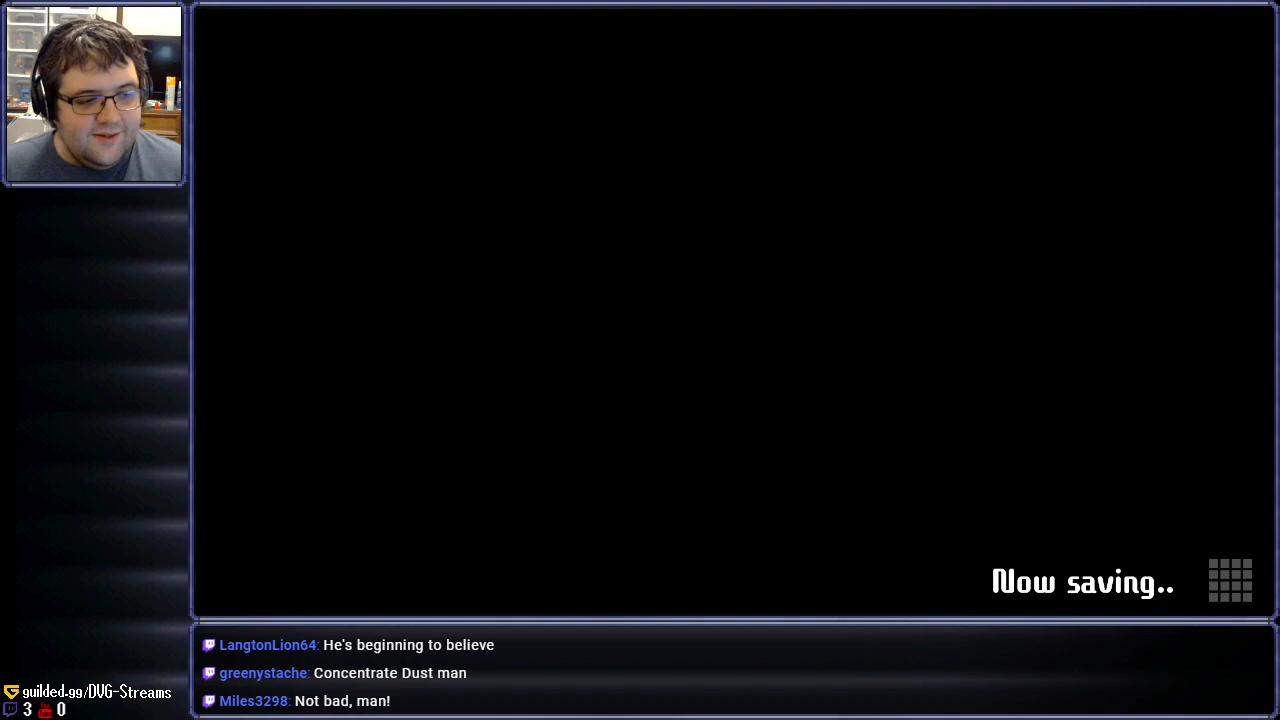 Now saving..
LangtonLion64: He's beginning to believe
greenystache: Concentrate Dust man
Miles3298: Not bad, man!
guilded.gg/DVG-Streams
3 0